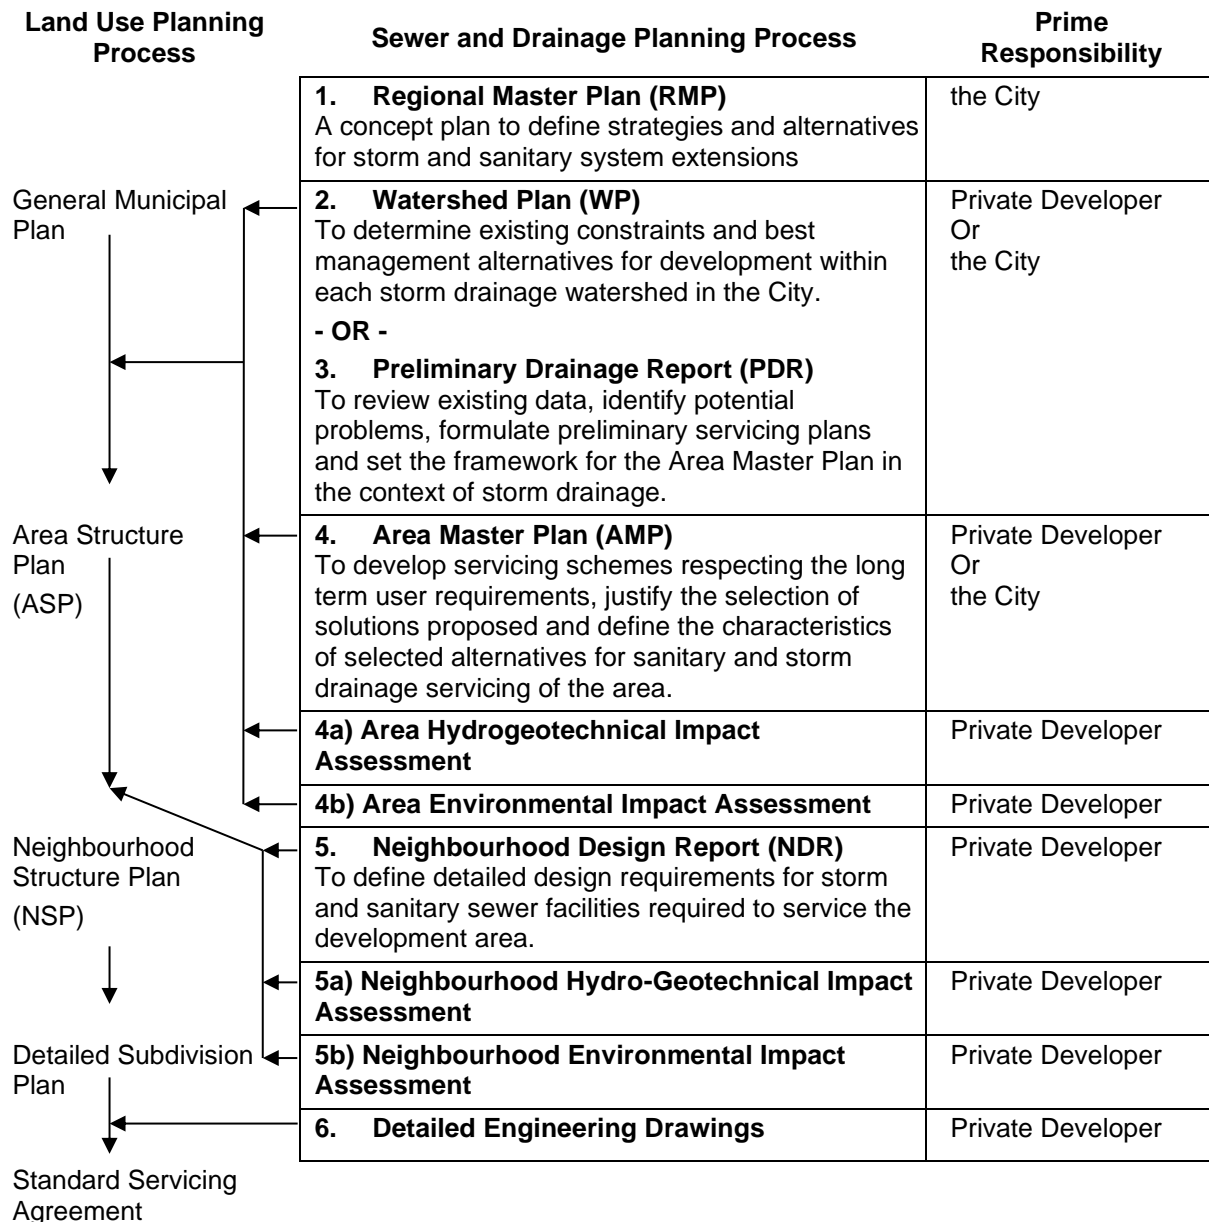 Land Use Planning
Process
Sewer and Drainage Planning Process
Prime
Responsibility
1. Regional Master Plan (RMP)
A concept plan to define strategies and alternatives
for storm and sanitary system extensions
the City
General Municipal
Plan
2. Watershed Plan (WP)
To determine existing constraints and best
management alternatives for development within
each storm drainage watershed in the City.
- OR -
3. Preliminary Drainage Report (PDR)
To review existing data, identify potential
problems, formulate preliminary servicing plans
and set the framework for the Area Master Plan in
the context of storm drainage.
Private Developer
Or
the City
Area Structure
Plan
(ASP)
4. Area Master Plan (AMP)
To develop servicing schemes respecting the long
term user requirements, justify the selection of
solutions proposed and define the characteristics
of selected alternatives for sanitary and storm
drainage servicing of the area.
Private Developer
Or
the City
4a) Area Hydrogeotechnical Impact
Assessment
Private Developer
4b) Area Environmental Impact Assessment
Private Developer
Neighbourhood
Structure Plan
(NSP)
5. Neighbourhood Design Report (NDR)
To define detailed design requirements for storm
and sanitary sewer facilities required to service the
development area.
Private Developer
5a) Neighbourhood Hydro-Geotechnical Impact
Assessment
Private Developer
Detailed Subdivision
Plan
5b) Neighbourhood Environmental Impact
Assessment
Private Developer
6. Detailed Engineering Drawings
Private Developer
Standard Servicing
Agreement